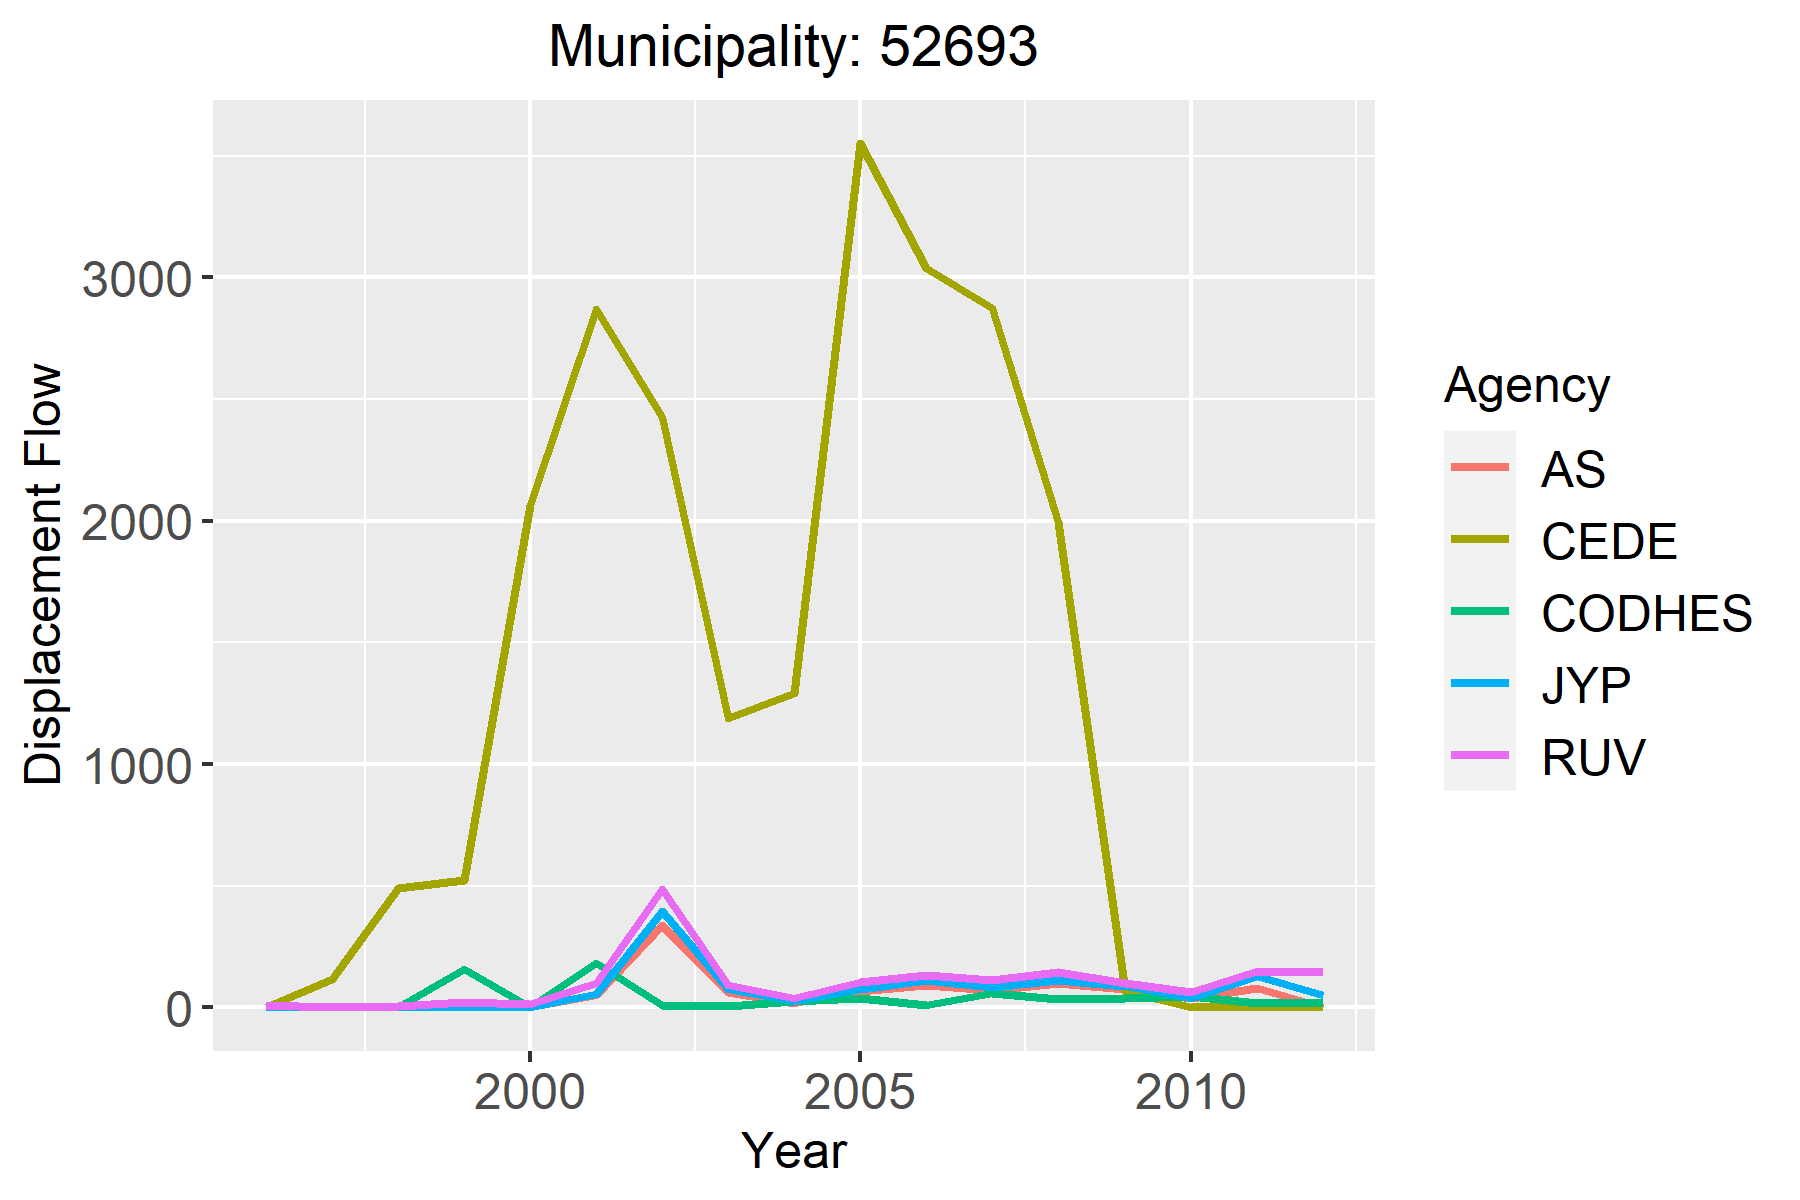 Municipality: 52693
Displacement Flow
3000
2000
1000
0
2000
2005
2010
Year
Agency
AS
CEDE
CODHES
JYP
RUV